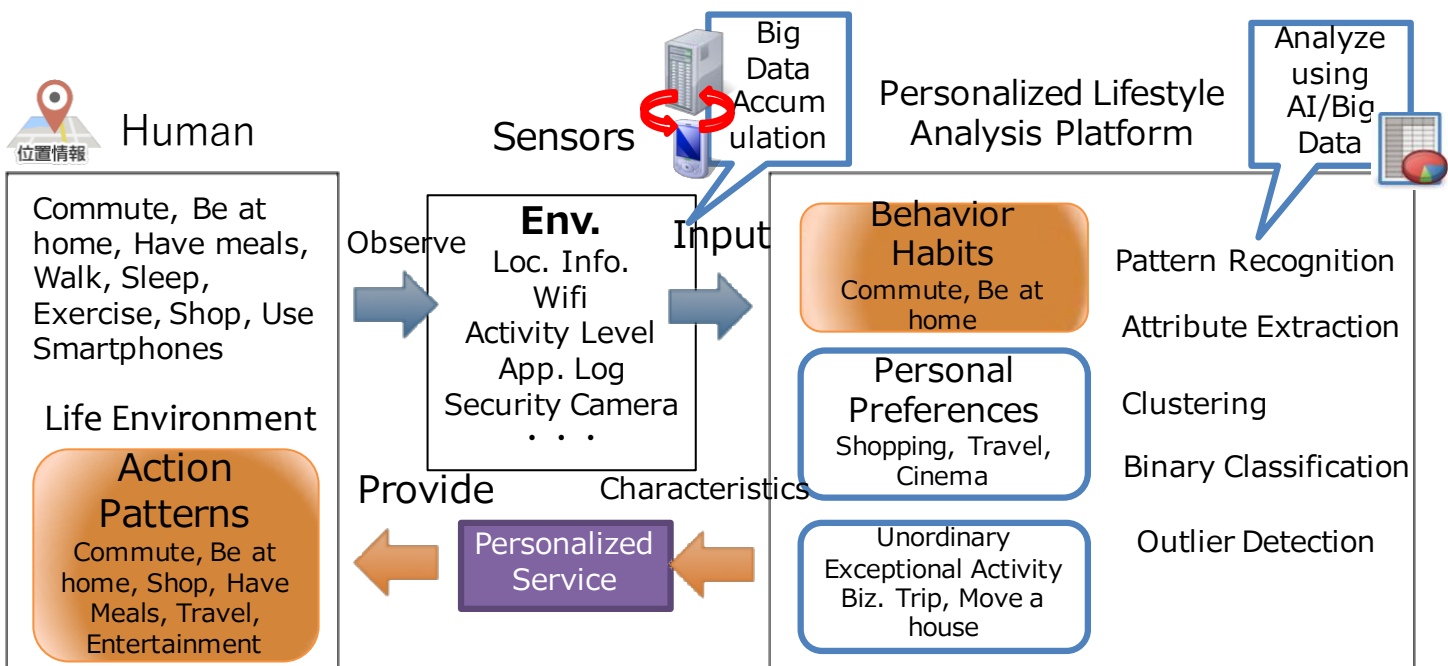 位置情報
Human
Commute, Be at
home, Have meals,
Walk, Sleep,
Exercise, Shop, Use
Smartphones
Life Environment
Action
Patterns
Commute, Be at
home, Shop, Have
Meals, Travel,
Entertainment
Observe
Provide
Sensors
Big
Data
Accum
ulation
Env.
Loc. Info.
Wifi
Activity Level
App. Log
Security Camera
・・・
Input
Characteristics
Personalized
Service
Personalized Lifestyle
Analysis Platform
Analyze
using
AI/Big
Data
Behavior
Habits
Commute, Be at
home
Personal
Preferences
Shopping, Travel,
Cinema
Unordinary
Exceptional Activity
Biz. Trip, Move a
house
Pattern Recognition
Attribute Extraction
Clustering
Binary Classification
Outlier Detection